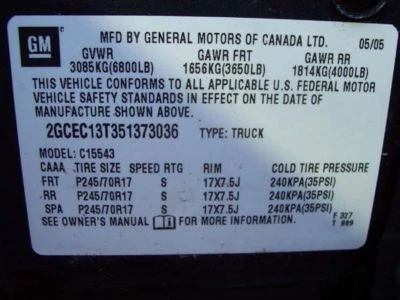 GM
MFD BY GENERAL MOTORS OF CANADA LTD. 05/05
GVWR GAWR FRT GAWR RR
3085KG(6800LB) 1656KG(3650LB) 1814KG(4000LB)
THIS VEHICLE CONFORMS TO ALL APPLICABLE U.S. FEDERAL MOTOR
VEHICLE SAFETY STANDARDS IN EFFECT ON THE DATE OF
MANUFACTURE SHOWN ABOVE.
2GCEC13T351373036 TYPE: TRUCK
MODEL: C15543
CAAA TIRE SIZE SPEED RTG RIM COLD TIRE PRESSURE
FRT P245/70R17 S 17X7.5J 240KPA(35PSI)
RR P245/70R17 S 17X7.5J 240KPA(35PSI)
SPA P245/70R17 S 17X7.5J 240KPA(35PSI)
SEE OWNER'S MANUAL FOR MORE INFORMATION. F 327
T 889